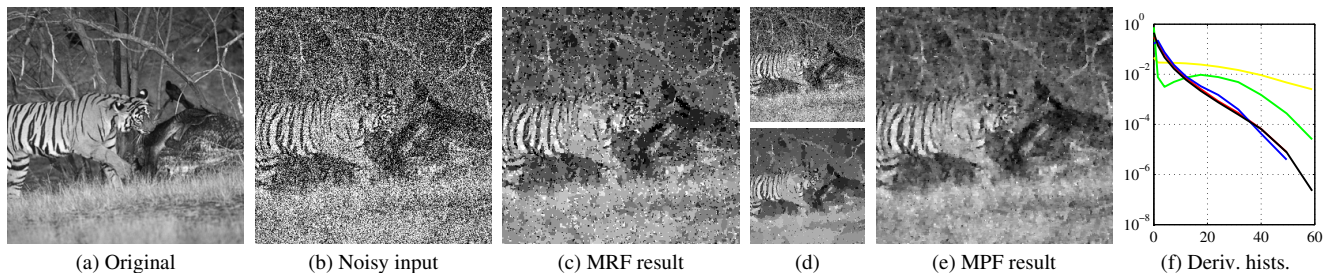 10^0
10^-2
10^-4
10^-6
10^-8
0 20 40 60
(a) Original (b) Noisy input (c) MRF result (d) (e) MPF result (f) Deriv. hists.